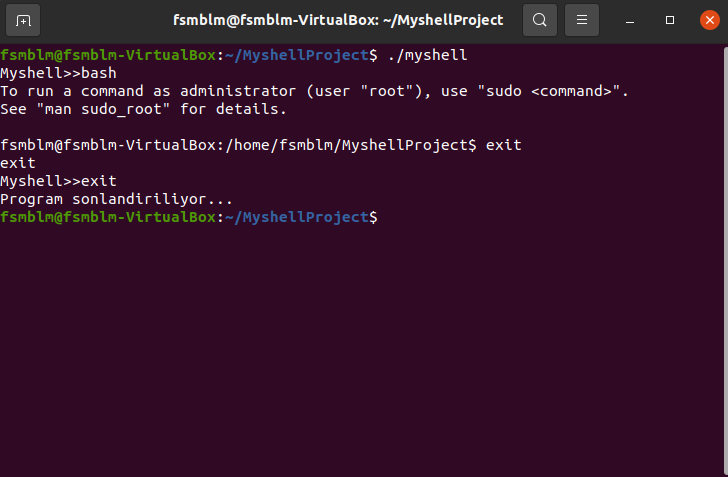 fsmblm@fsmblm-VirtualBox: ~/MyshellProject
fsmblm@fsmblm-VirtualBox:~/MyshellProject$ ./myshell
Myshell>>bash
To run a command as administrator (user "root"), use "sudo <command>".
See "man sudo_root" for details.
fsmblm@fsmblm-VirtualBox:/home/fsmblm/MyshellProject$ exit
exit
Myshell>>exit
Program sonlandiriliyor...
fsmblm@fsmblm-VirtualBox:~/MyshellProject$